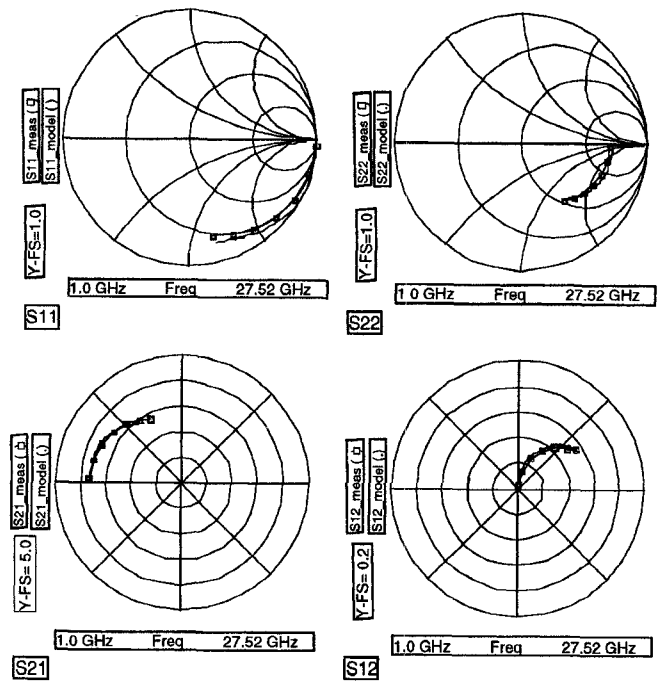 S11_meas (
S11_model (.)
Y-FS=1.0
1.0 GHz Freq 27.52 GHz
S11
S22_meas (
S22_model (.)
Y-FS=1.0
1 0 GHz Freq 27.52 GHz
S22
S21_meas (
S21_model (.)
Y-FS= 5.0
1.0 GHz Freq 27.52 GHz
S21
S12_meas (
S12_model (.)
Y-FS= 0.2
1.0 GHz Freq 27.52 GHz
S12